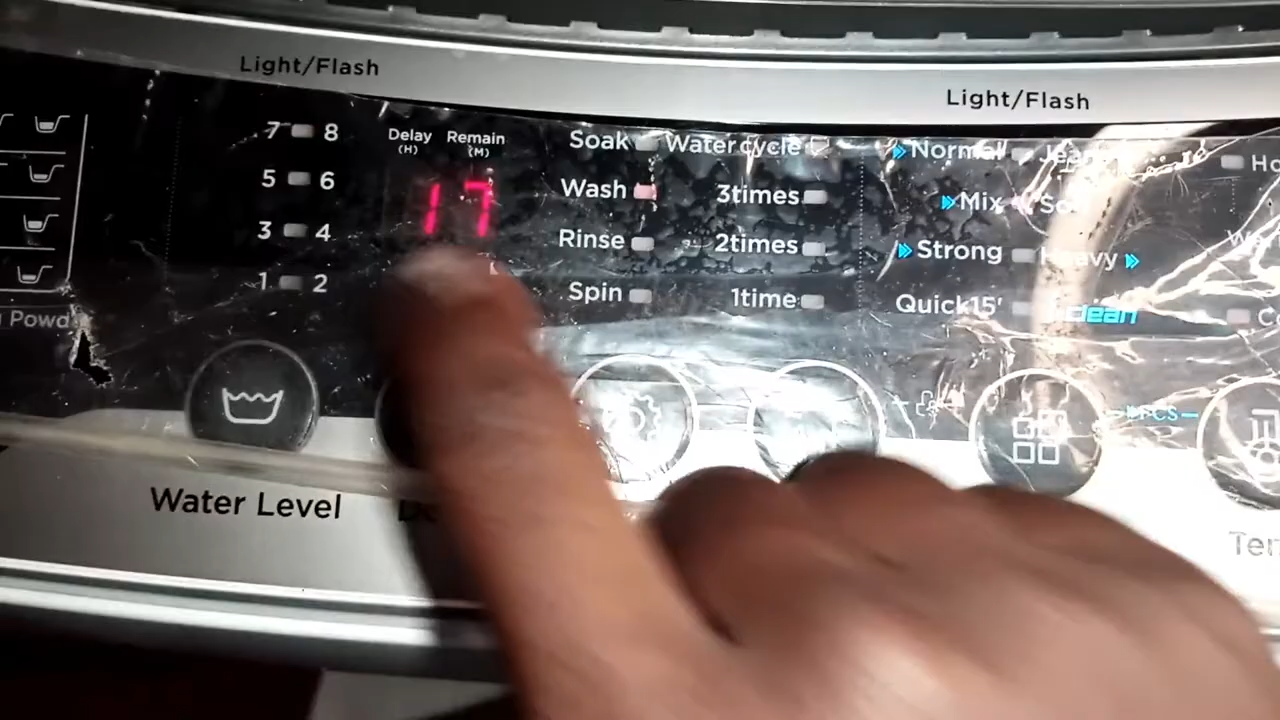 Light/Flash
Light/Flash
7 8
5 6
3 4
1 2
Delay (H)
Remain (M)
17
Soak
Wash
Rinse
Spin
Water cycle
3times
2times
1time
Normal
Mix
Strong Heavy
Quick15' clean
Water Level